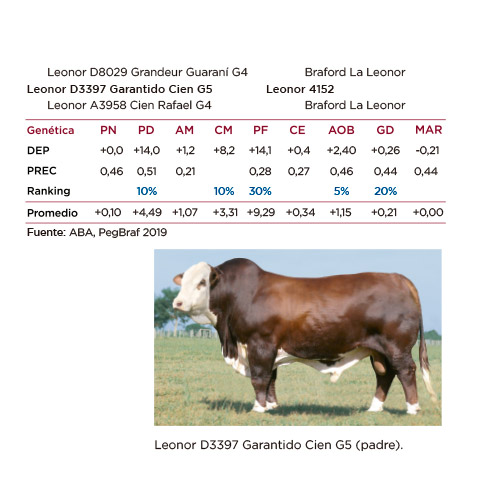 Leonor D8029 Grandeur Guaraní G4 Braford La Leonor
Leonor D3397 Garantido Cien G5 Leonor 4152
Leonor A3958 Cien Rafael G4 Braford La Leonor
Genética PN PD AM CM PF CE AOB GD MAR
DEP +0,0 +14,0 +1,2 +8,2 +14,1 +0,4 +2,40 +0,26 -0,21
PREC 0,46 0,51 0,21 0,28 0,27 0,46 0,44 0,44
Ranking 10% 10% 30% 5% 20%
Promedio +0,10 +4,49 +1,07 +3,31 +9,29 +0,34 +1,15 +0,21 +0,00
Fuente: ABA, PegBraf 2019
Leonor D3397 Garantido Cien G5 (padre).